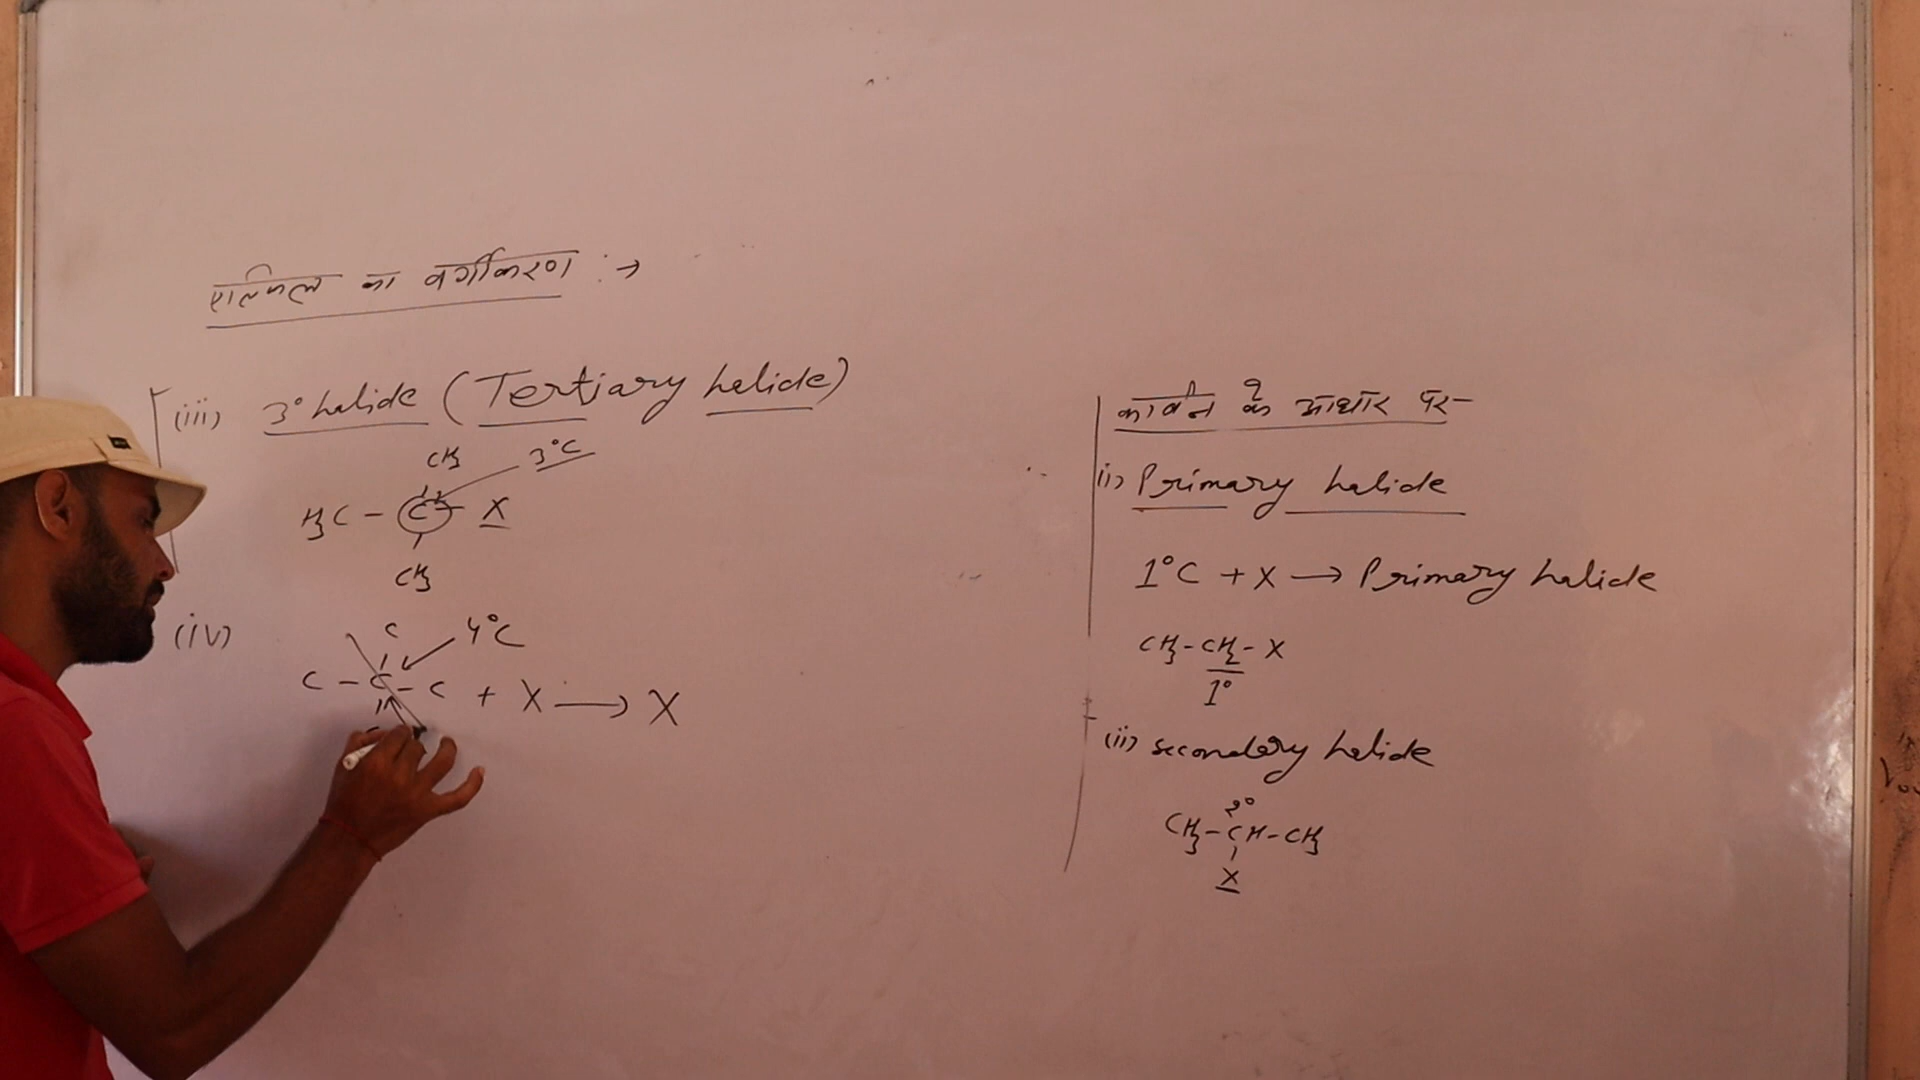 एल्किल का वर्गीकरण :→
(iii) 3° halide (Tertiary halide)
CH3 3°C
H3C - C - X
CH3
(iv)
C 4°C
C - C - C + X → X
कार्बन के आधार पर-
(i) Primary halide
1°C + X → Primary halide
CH3-CH2-X
1°
(ii) secondary halide
2°
CH3-CH-CH3
X